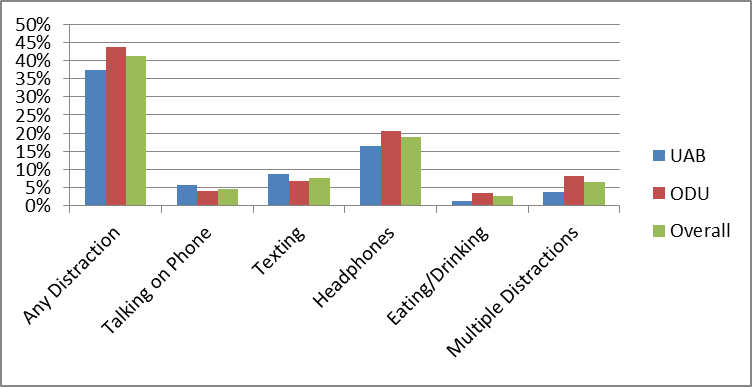 50%
45%
40%
35%
30%
25%
20%
15%
10%
5%
0%
Any Distraction
Talking on Phone
Texting
Headphones
Eating/Drinking
Multiple Distractions
UAB
ODU
Overall